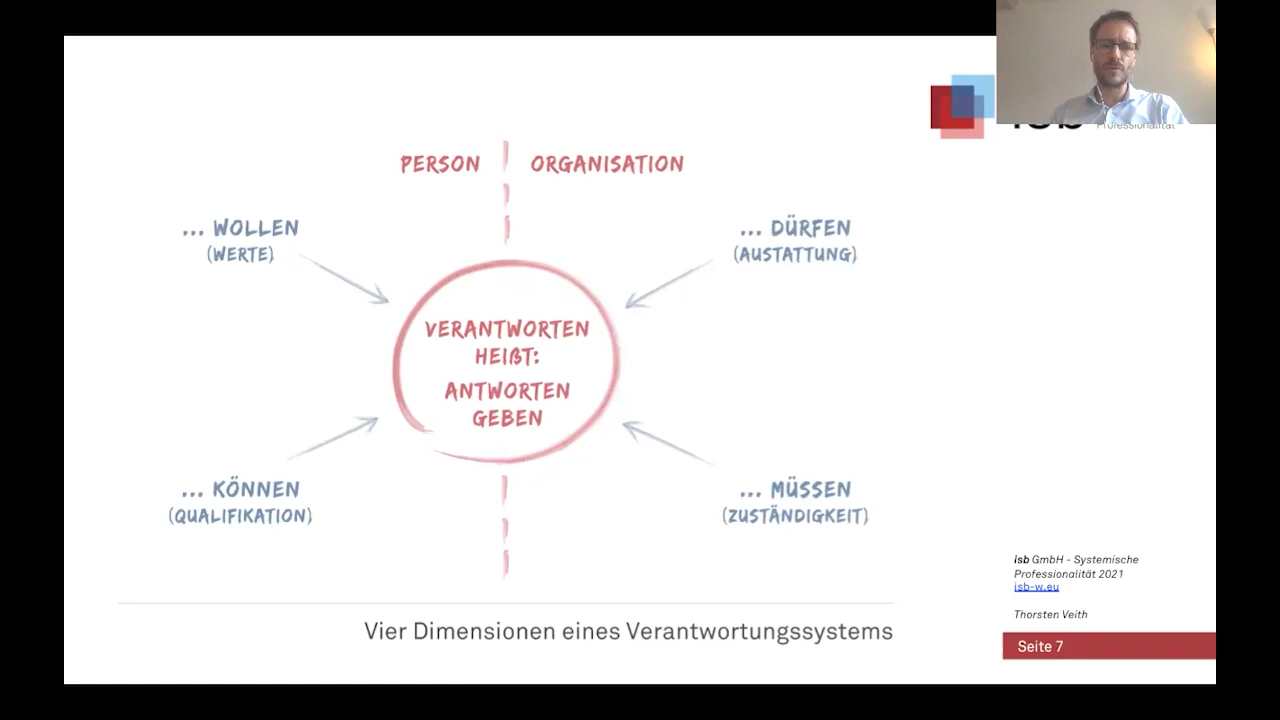 Professionalität
PERSON
ORGANISATION
... WOLLEN
(WERTE)
... DÜRFEN
(AUSTATTUNG)
VERANTWORTEN
HEIßT:
ANTWORTEN
GEBEN
... KÖNNEN
(QUALIFIKATION)
... MÜSSEN
(ZUSTÄNDIGKEIT)
Vier Dimensionen eines Verantwortungssystems
isb GmbH - Systemische
Professionalität 2021
isb-w.eu
Thorsten Veith
Seite 7